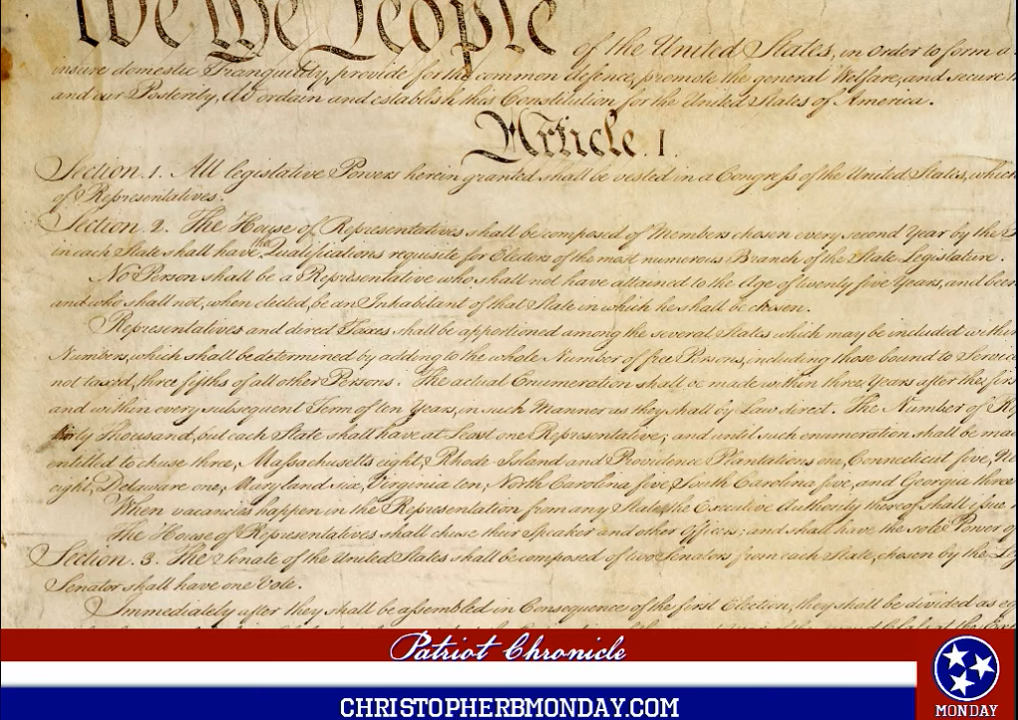 We the People
of the United States, in order to form a
insure domestic Tranquility, provide for the common defence, promote the general Welfare, and secure
and our Posterity, do ordain and establish this Constitution for the United States of America.
Article. I.
Section. 1. All legislative Powers herein granted shall be vested in a Congress of the United States, which
of Representatives.
Section. 2. The House of Representatives shall be composed of Members chosen every second Year by the
in each State shall have the Qualifications requisite for Electors of the most numerous Branch of the State Legislature.
No Person shall be a Representative who shall not have attained to the Age of twenty five Years, and been
and who shall not, when elected, be an Inhabitant of that State in which he shall be chosen.
Representatives and direct Taxes shall be apportioned among the several States which may be included within
Numbers, which shall be determined by adding to the whole Number of free Persons, including those bound to Service
not taxed, three fifths of all other Persons. The actual Enumeration shall be made within three Years after the first
and within every subsequent Term of ten Years, in such Manner as they shall by Law direct. The Number of
thirty Thousand, but each State shall have at Least one Representative; and until such enumeration shall be made
entitled to chuse three, Massachusetts eight, Rhode Island and Providence Plantations one, Connecticut five,
eight, Delaware one, Maryland six, Virginia ten, North Carolina five, South Carolina five, and Georgia three
When vacancies happen in the Representation from any State, the Executive Authority thereof shall issue
The House of Representatives shall chuse their Speaker and other Officers; and shall have the sole Power of
Section. 3. The Senate of the United States shall be composed of two Senators from each State, chosen by the
Senator shall have one Vote.
Immediately after they shall be assembled in Consequence of the first Election, they shall be divided as
Patriot Chronicle
CHRISTOPHERBMONDAY.COM
MONDAY